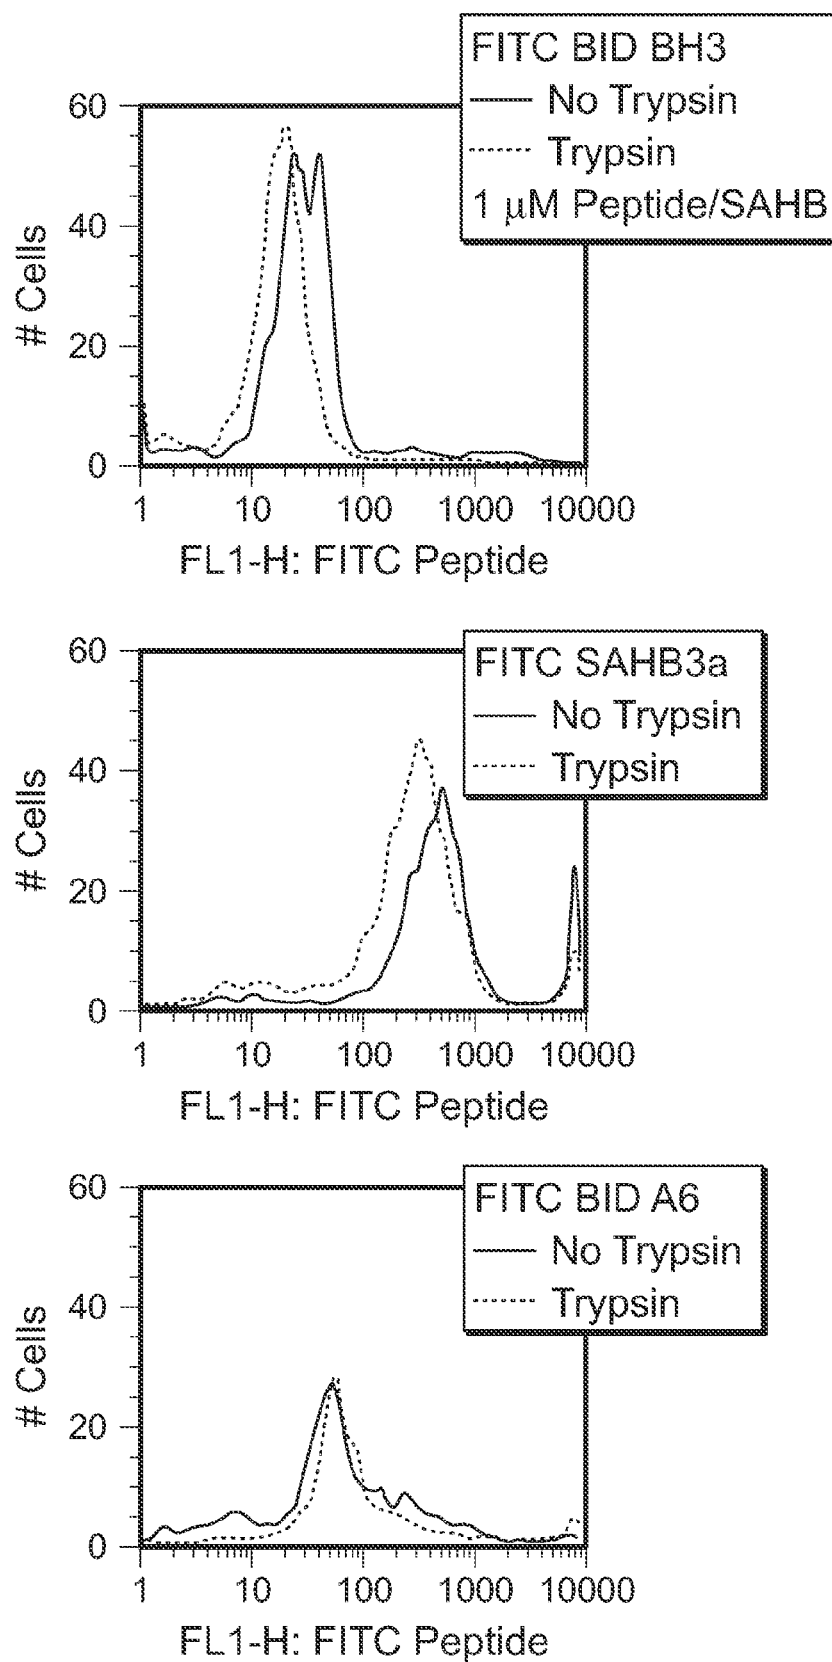 FITC BID BH3
No Trypsin
Trypsin
1 μM Peptide/SAHB
60
40
20
0
# Cells
1 10 100 1000 10000
FL1-H: FITC Peptide
FITC SAHB3a
No Trypsin
Trypsin
60
40
20
0
# Cells
1 10 100 1000 10000
FL1-H: FITC Peptide
FITC BID A6
No Trypsin
Trypsin
60
40
20
0
# Cells
1 10 100 1000 10000
FL1-H: FITC Peptide